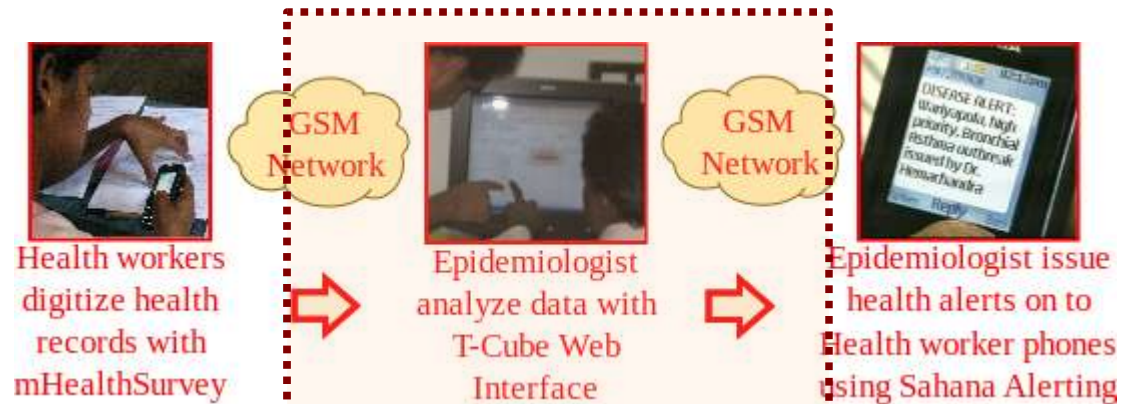 GSM
Network
GSM
Network
DISEASE ALERT:
Wariyapola, high
priority, Bronchial
Asthma outbreak
issued by Dr.
Hemachandra
Reply
Health workers
digitize health
records with
mHealthSurvey
Epidemiologist
analyze data with
T-Cube Web
Interface
Epidemiologist issue
health alerts on to
Health worker phones
using Sahana Alerting